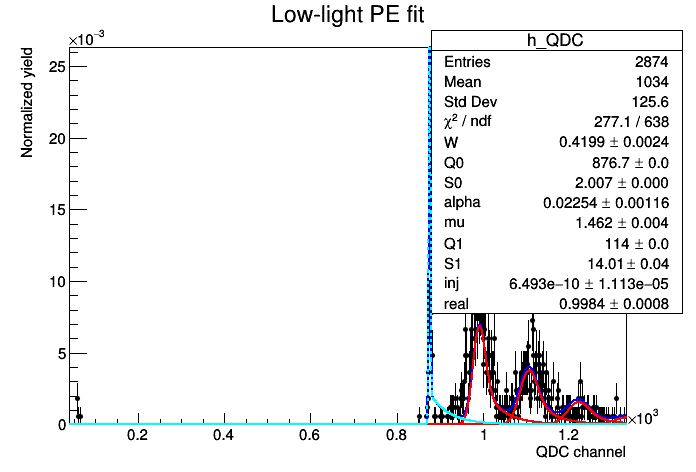 Low-light PE fit
×10⁻³
Normalized yield
25
20
15
10
5
0
0.2 0.4 0.6 0.8 1 1.2
×10³
QDC channel
h_QDC
Entries 2874
Mean 1034
Std Dev 125.6
χ² / ndf 277.1 / 638
W 0.4199 ± 0.0024
Q0 876.7 ± 0.0
S0 2.007 ± 0.000
alpha 0.02254 ± 0.00116
mu 1.462 ± 0.004
Q1 114 ± 0.0
S1 14.01 ± 0.04
inj 6.493e−10 ± 1.113e−05
real 0.9984 ± 0.0008